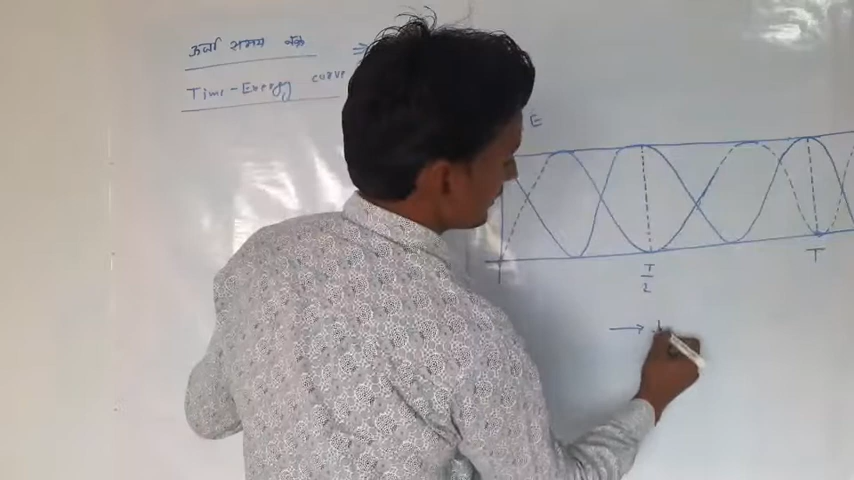 ऊर्जा समय वक्र ⇒
Time-Energy curve
E
T/2
T
→ t